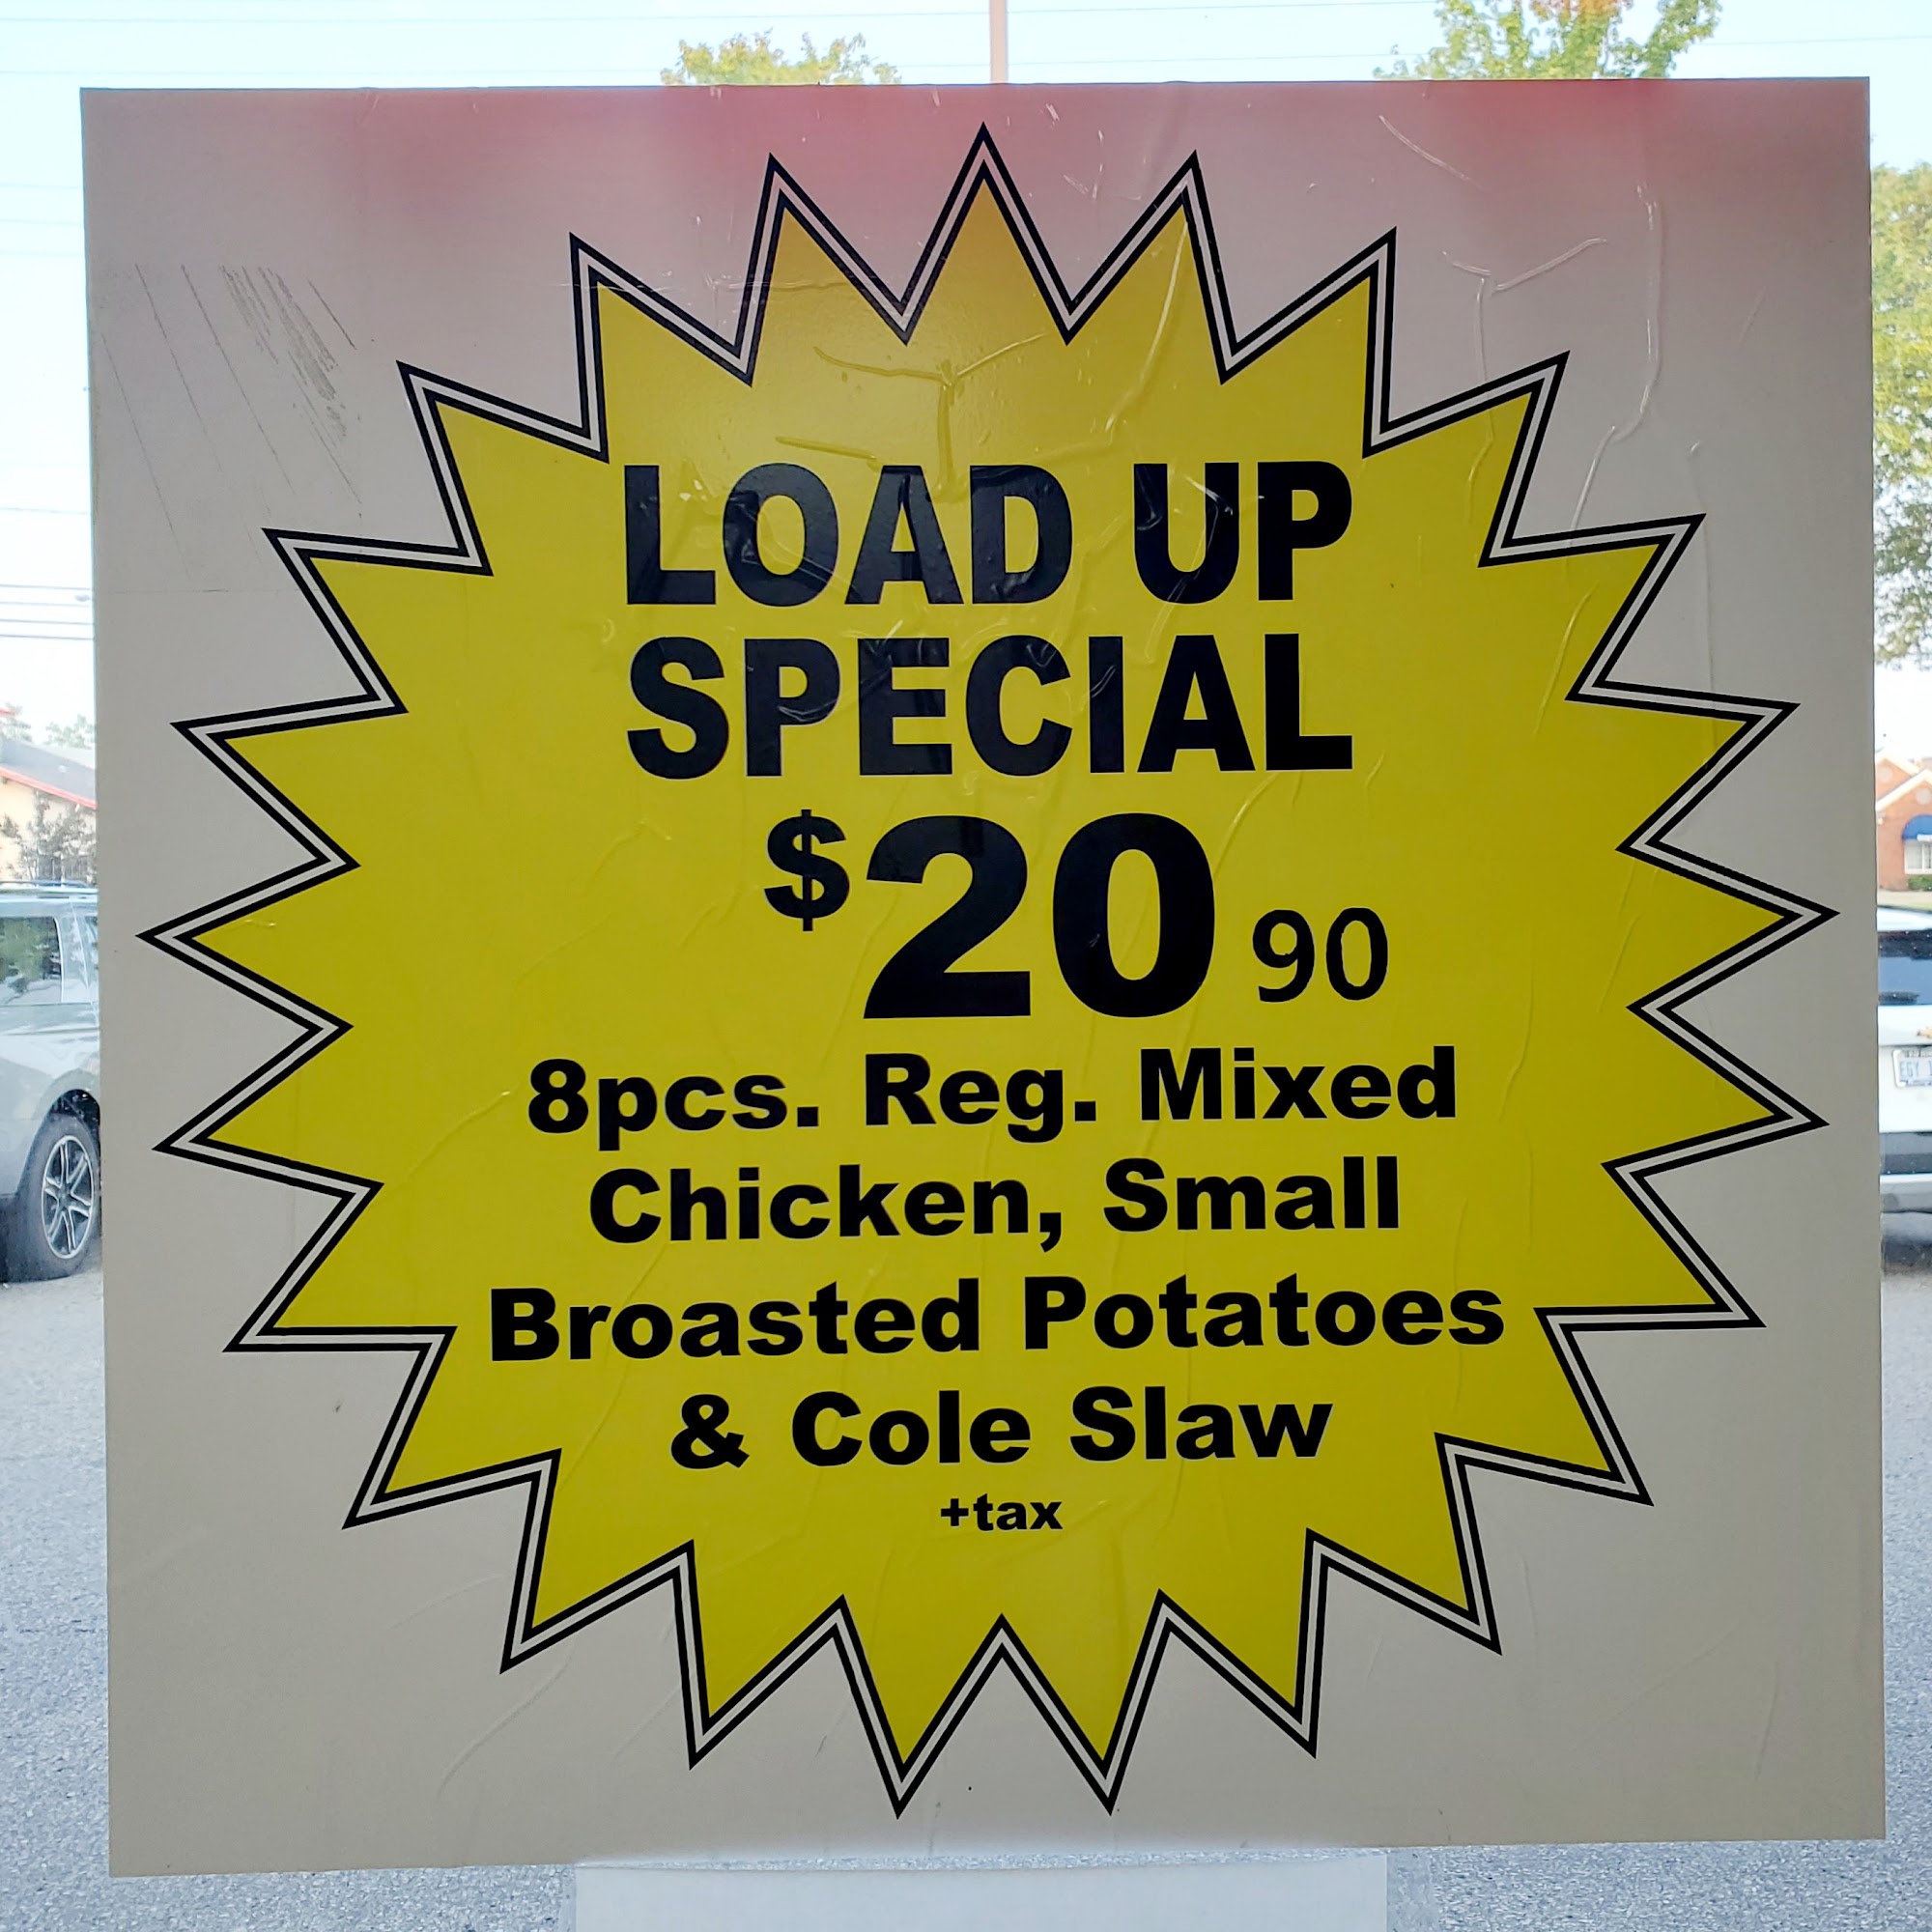 LOAD UP
SPECIAL
$20 90
8pcs. Reg. Mixed
Chicken, Small
Broasted Potatoes
& Cole Slaw
+tax